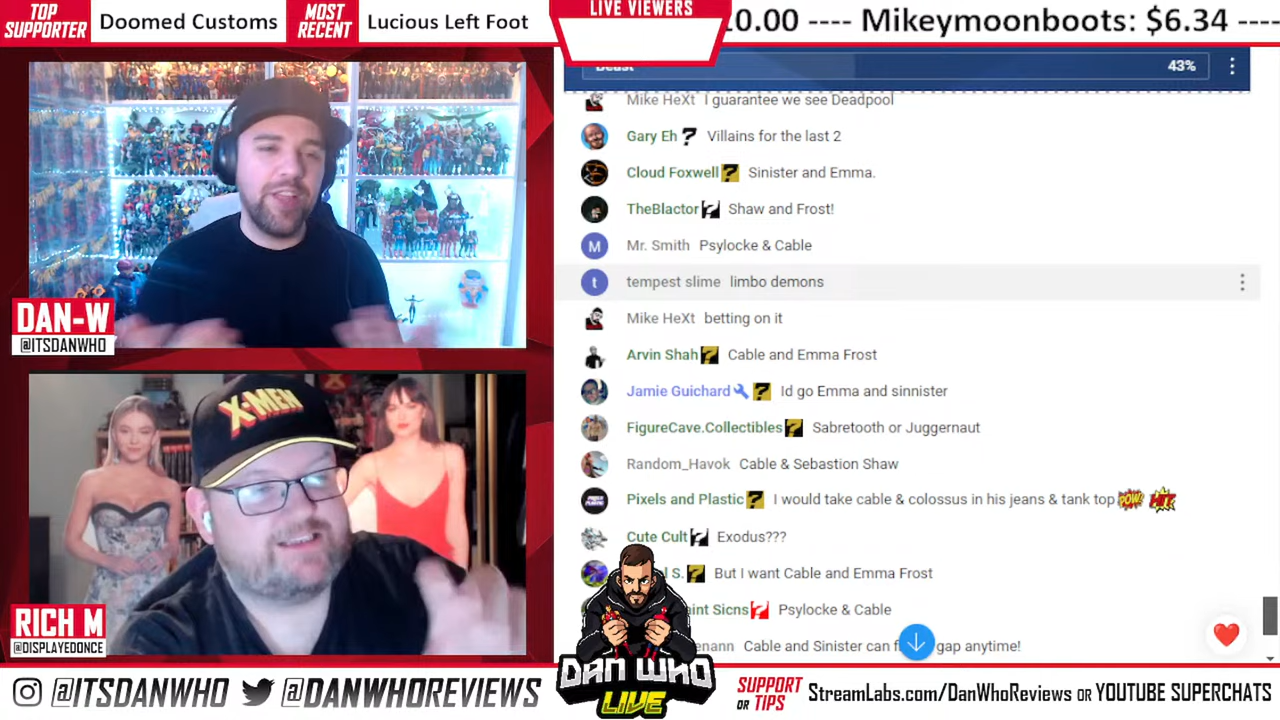 TOP SUPPORTER
Doomed Customs
MOST RECENT
Lucious Left Foot
LIVE VIEWERS
0.00 ---- Mikeymoonboots: $6.34 ----
Beast 43%
Mike HeXt I guarantee we see Deadpool
Gary Eh Villains for the last 2
Cloud Foxwell Sinister and Emma.
TheBlactor Shaw and Frost!
M Mr. Smith Psylocke & Cable
t tempest slime limbo demons
Mike HeXt betting on it
Arvin Shah Cable and Emma Frost
Jamie Guichard Id go Emma and sinnister
FigureCave.Collectibles Sabretooth or Juggernaut
Random_Havok Cable & Sebastion Shaw
Pixels and Plastic I would take cable & colossus in his jeans & tank top POW! HIT
Cute Cult Exodus???
S. But I want Cable and Emma Frost
Sicns Psylocke & Cable
Cable and Sinister can gap anytime!
DAN-W
@ITSDANWHO
X-MEN
RICH M
@DISPLAYEDONCE
DAN WHO
LIVE
@ITSDANWHO
@DANWHOREVIEWS
SUPPORT OR TIPS
StreamLabs.com/DanWhoReviews OR YOUTUBE SUPERCHATS